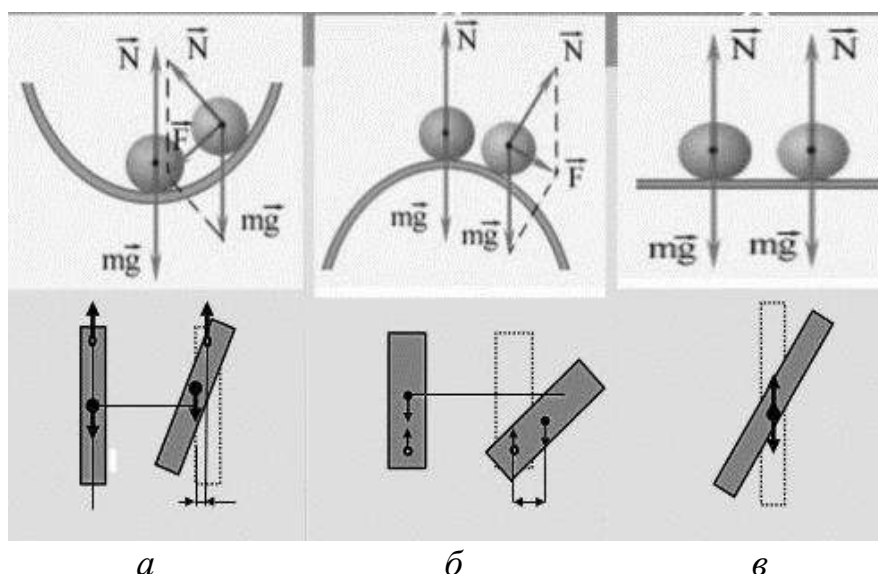 N⃗ N⃗ N⃗ N⃗ N⃗ N⃗
F⃗ F⃗
mg⃗ mg⃗ mg⃗ mg⃗ mg⃗ mg⃗
а б в